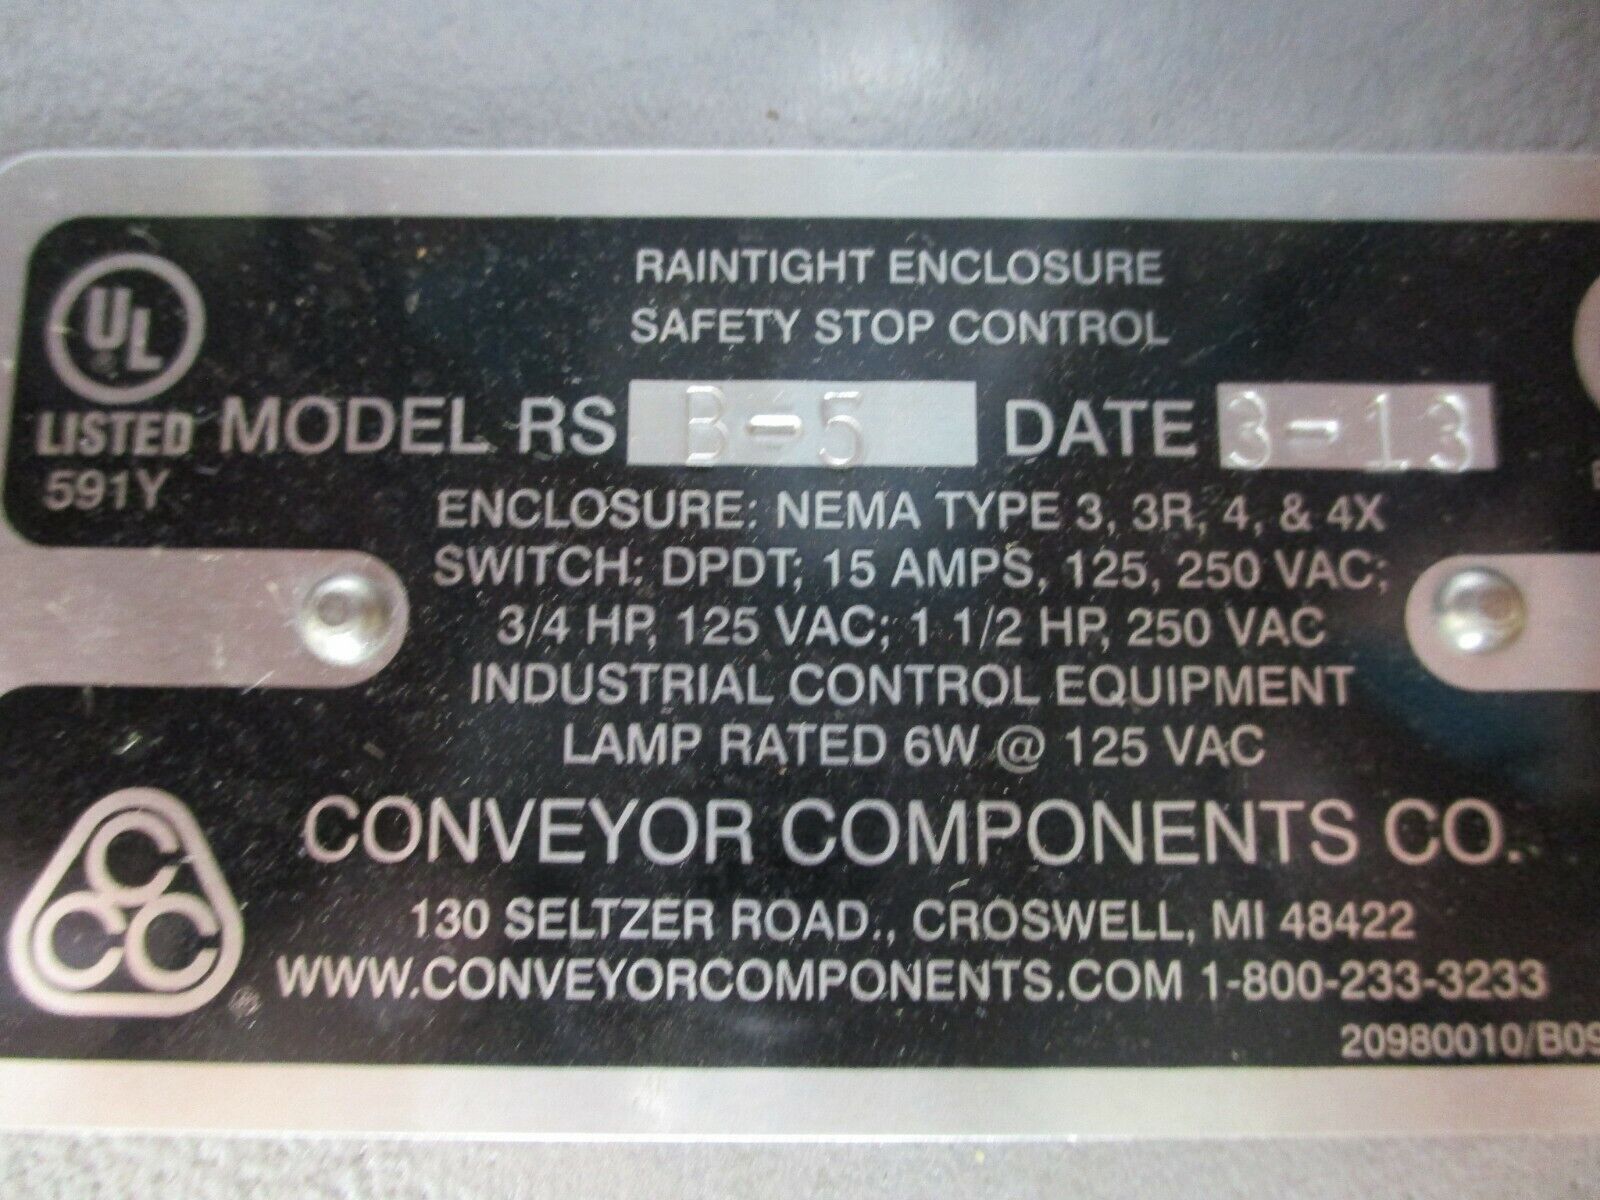 RAINTIGHT ENCLOSURE
SAFETY STOP CONTROL
UL
LISTED
591Y
MODEL RS B-5 DATE 3-13
ENCLOSURE: NEMA TYPE 3, 3R, 4, & 4X
SWITCH: DPDT; 15 AMPS, 125, 250 VAC;
3/4 HP, 125 VAC; 1 1/2 HP, 250 VAC
INDUSTRIAL CONTROL EQUIPMENT
LAMP RATED 6W @ 125 VAC
C
CC
®
CONVEYOR COMPONENTS CO.
130 SELTZER ROAD., CROSWELL, MI 48422
WWW.CONVEYORCOMPONENTS.COM 1-800-233-3233
20980010/B09